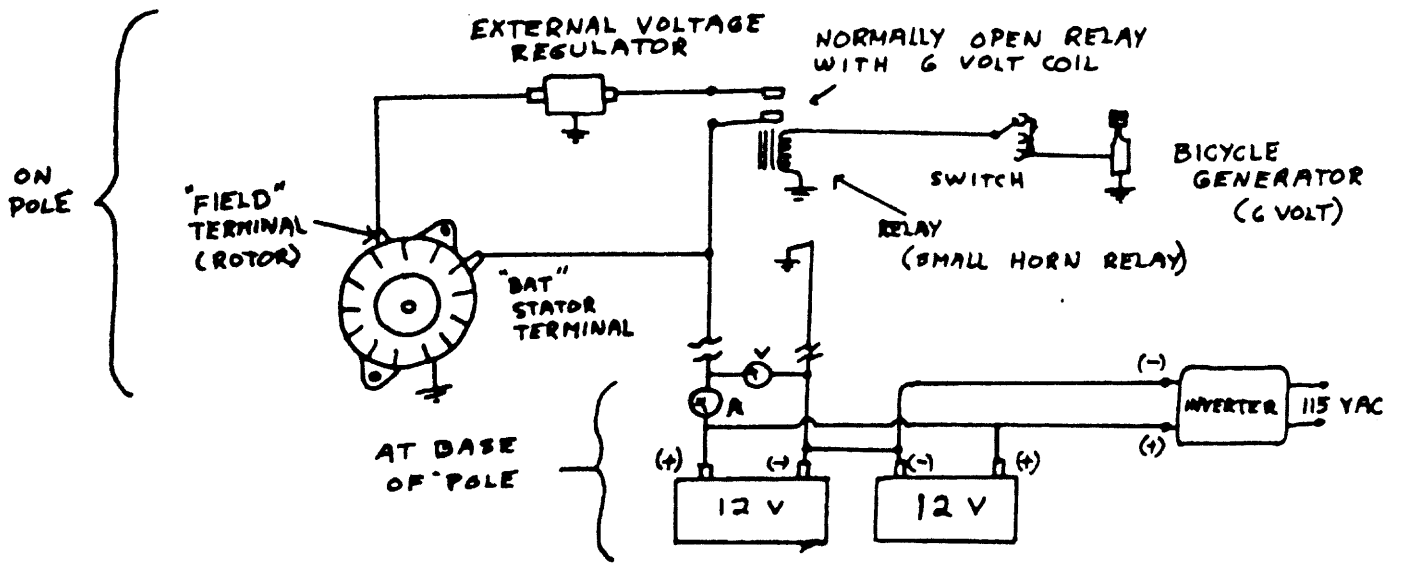 EXTERNAL VOLTAGE
REGULATOR
NORMALLY OPEN RELAY
WITH 6 VOLT COIL
ON
POLE
"FIELD"
TERMINAL
(ROTOR)
"BAT"
STATOR
TERMINAL
SWITCH
BICYCLE
GENERATOR
(6 VOLT)
RELAY
(SMALL HORN RELAY)
V
A
AT BASE
OF POLE
(+)
(-)
(-)
(+)
12 V
12 V
(-)
(+)
INVERTER
115 VAC